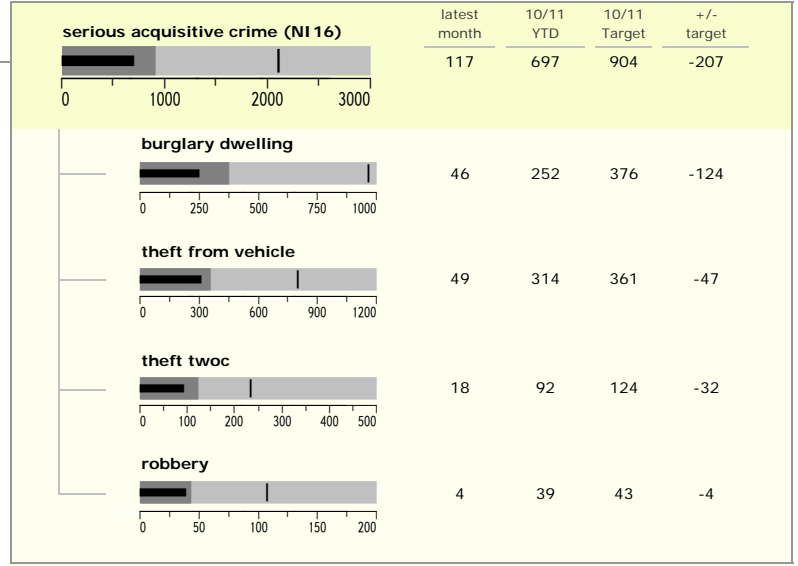 latest 10/11 10/11 +/-
month YTD Target target
serious acquisitive crime (NI 16)
117 697 904 -207
0 1000 2000 3000
burglary dwelling
46 252 376 -124
0 250 500 750 1000
theft from vehicle
49 314 361 -47
0 300 600 900 1200
theft twoc
18 92 124 -32
0 100 200 300 400 500
robbery
4 39 43 -4
0 50 100 150 200